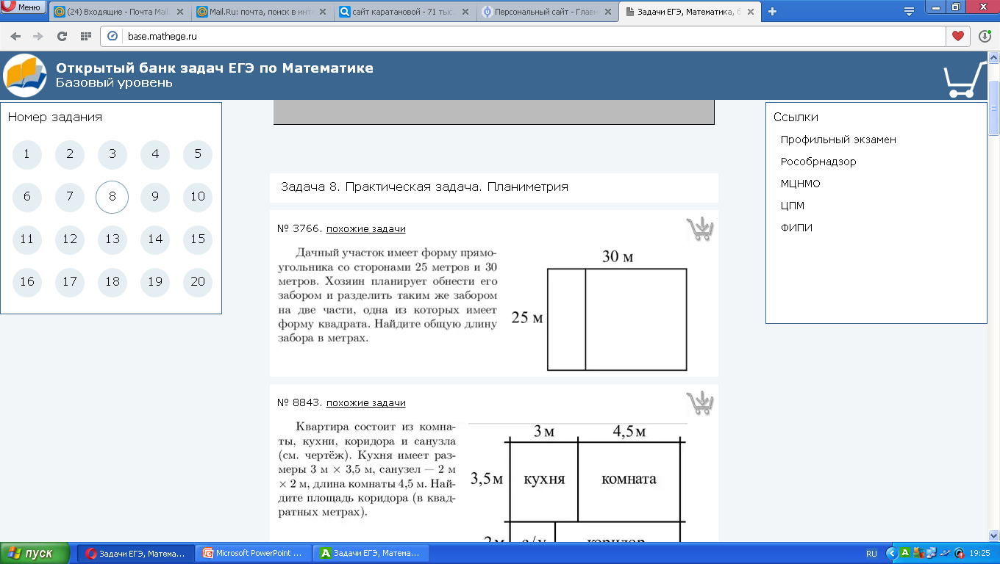 Меню
(24) Входящие - Почта Mail.
Mail.Ru: почта, поиск в инте
сайт каратановой - 71 тыс.
Персональный сайт - Главн
Задачи ЕГЭ, Математика, б
base.mathege.ru
Открытый банк задач ЕГЭ по Математике
Базовый уровень
Номер задания
1 2 3 4 5
6 7 8 9 10
11 12 13 14 15
16 17 18 19 20
Задача 8. Практическая задача. Планиметрия
№ 3766. похожие задачи
Дачный участок имеет форму прямо-
угольника со сторонами 25 метров и 30
метров. Хозяин планирует обнести его
забором и разделить таким же забором
на две части, одна из которых имеет
форму квадрата. Найдите общую длину
забора в метрах.
30 м
25 м
№ 8843. похожие задачи
Квартира состоит из комна-
ты, кухни, коридора и санузла
(см. чертёж). Кухня имеет раз-
меры 3 м × 3,5 м, санузел — 2 м
× 2 м, длина комнаты 4,5 м. Най-
дите площадь коридора (в квад-
ратных метрах).
3 м 4,5 м
3,5 м кухня комната
2 м с/у коридор
Ссылки
Профильный экзамен
Рособрнадзор
МЦНМО
ЦПМ
ФИПИ
пуск
Задачи ЕГЭ, Матема...
Microsoft PowerPoint ...
Задачи ЕГЭ, Матема...
RU
19:25